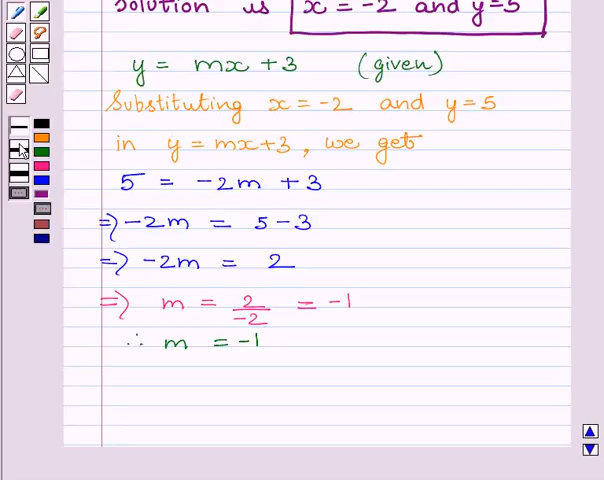 Solution is x = -2 and y = 5
y = mx + 3 (given)
Substituting x = -2 and y = 5
in y = mx + 3, we get
5 = -2m + 3
=) -2m = 5 - 3
=) -2m = 2
=) m = 2/-2 = -1
∴ m = -1